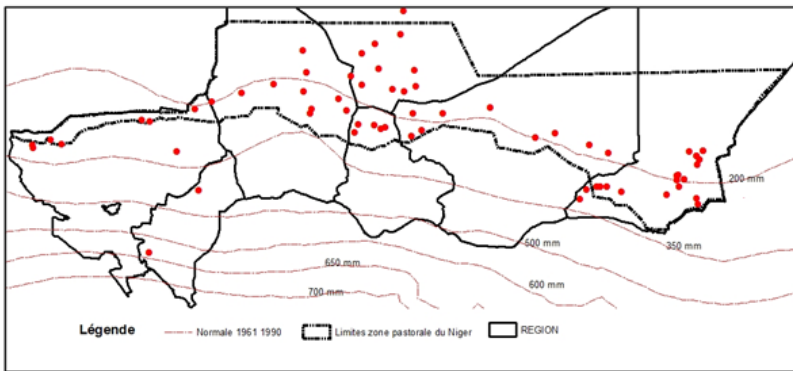 200 mm
500 mm
350 mm
650 mm
600 mm
700 mm
Légende
Normale 1961 1990
Limites zone pastorale du Niger
REGION